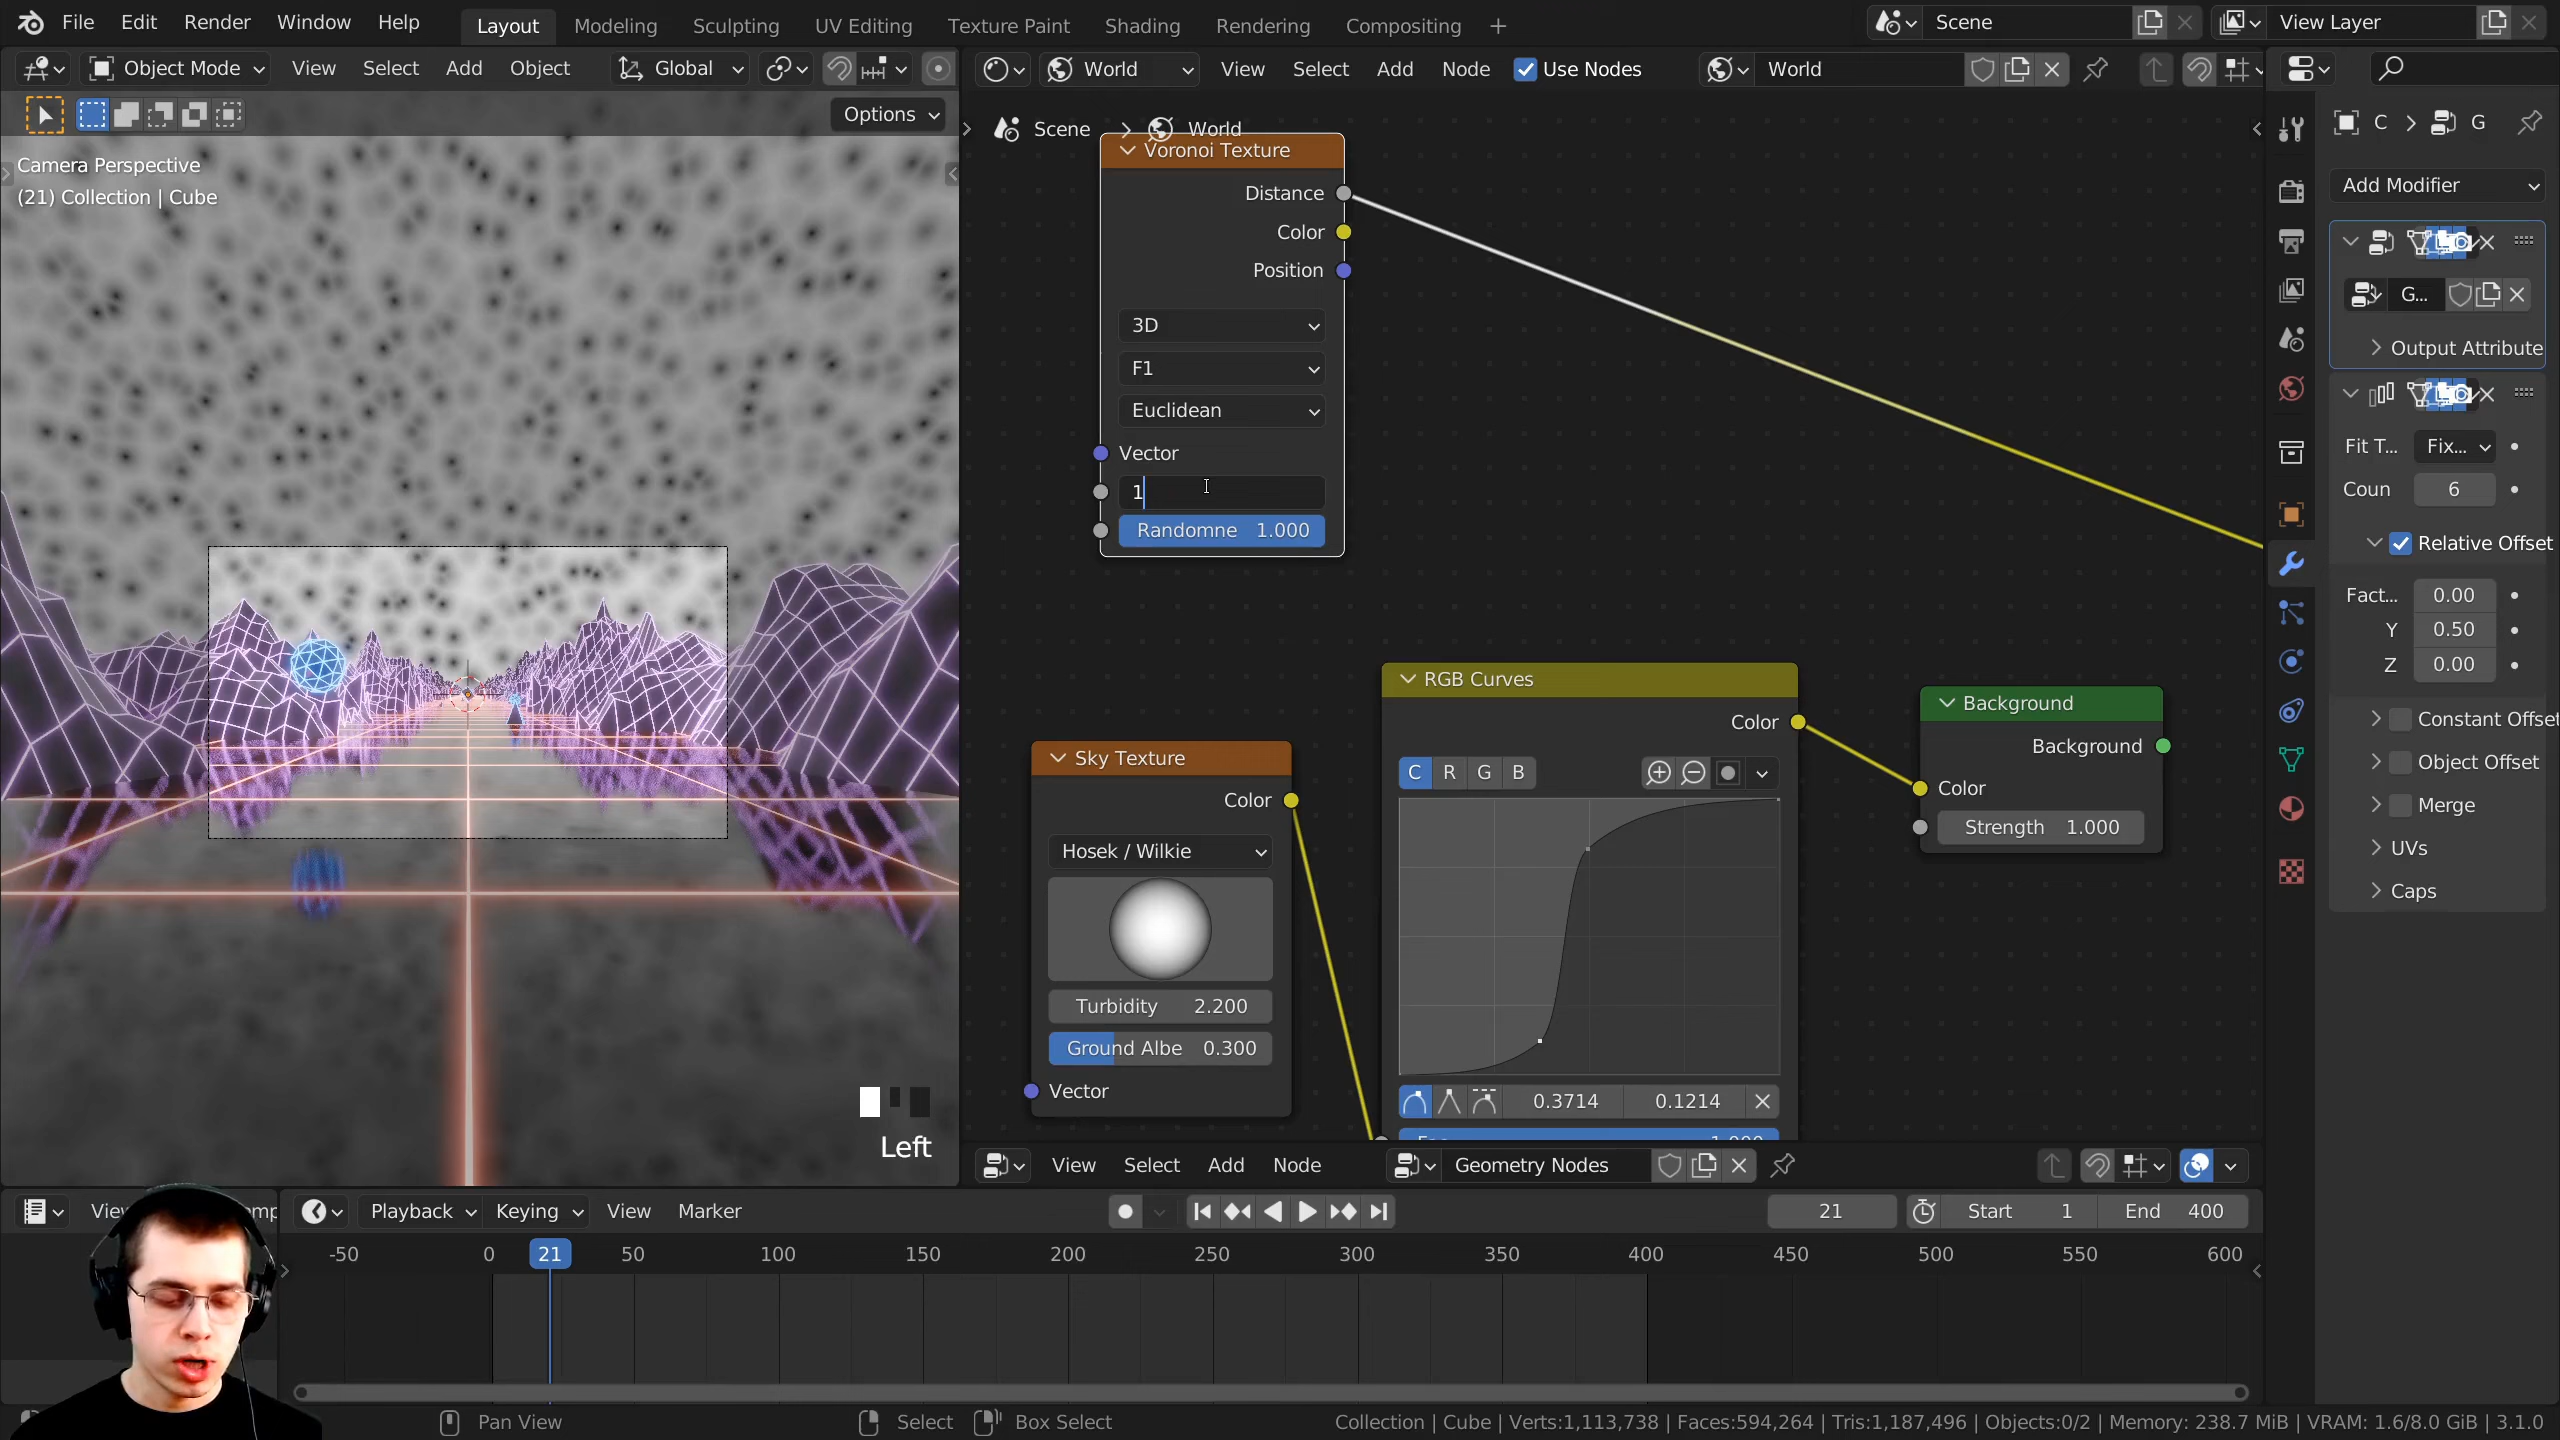 File Edit Render Window Help Layout Modeling Sculpting UV Editing Texture Paint Shading Rendering Compositing + Scene View Layer
Object Mode View Select Add Object Global
World View Select Add Node Use Nodes World
Options
Scene > World
C > G
Camera Perspective
(21) Collection | Cube
Add Modifier
G...
Output Attribute
Voronoi Texture
Distance
Color
Position
3D
F1
Euclidean
Vector
1
Randomne 1.000
Fit T... Fix...
Coun 6
Relative Offset
Fact... 0.00
Y 0.50
Z 0.00
Constant Offset
Object Offset
Merge
UVs
Caps
Sky Texture
Color
Hosek / Wilkie
Turbidity 2.200
Ground Albe 0.300
Vector
RGB Curves
Color
C R G B
0.3714 0.1214
1.000
Background
Background
Color
Strength 1.000
Left
View Select Add Node Geometry Nodes
Playback Keying View Marker 21 Start 1 End 400
-50 0 21 50 100 150 200 250 300 350 400 450 500 550 600
Pan View Select Box Select Collection | Cube | Verts:1,113,738 | Faces:594,264 | Tris:1,187,496 | Objects:0/2 | Memory: 238.7 MiB | VRAM: 1.6/8.0 GiB | 3.1.0